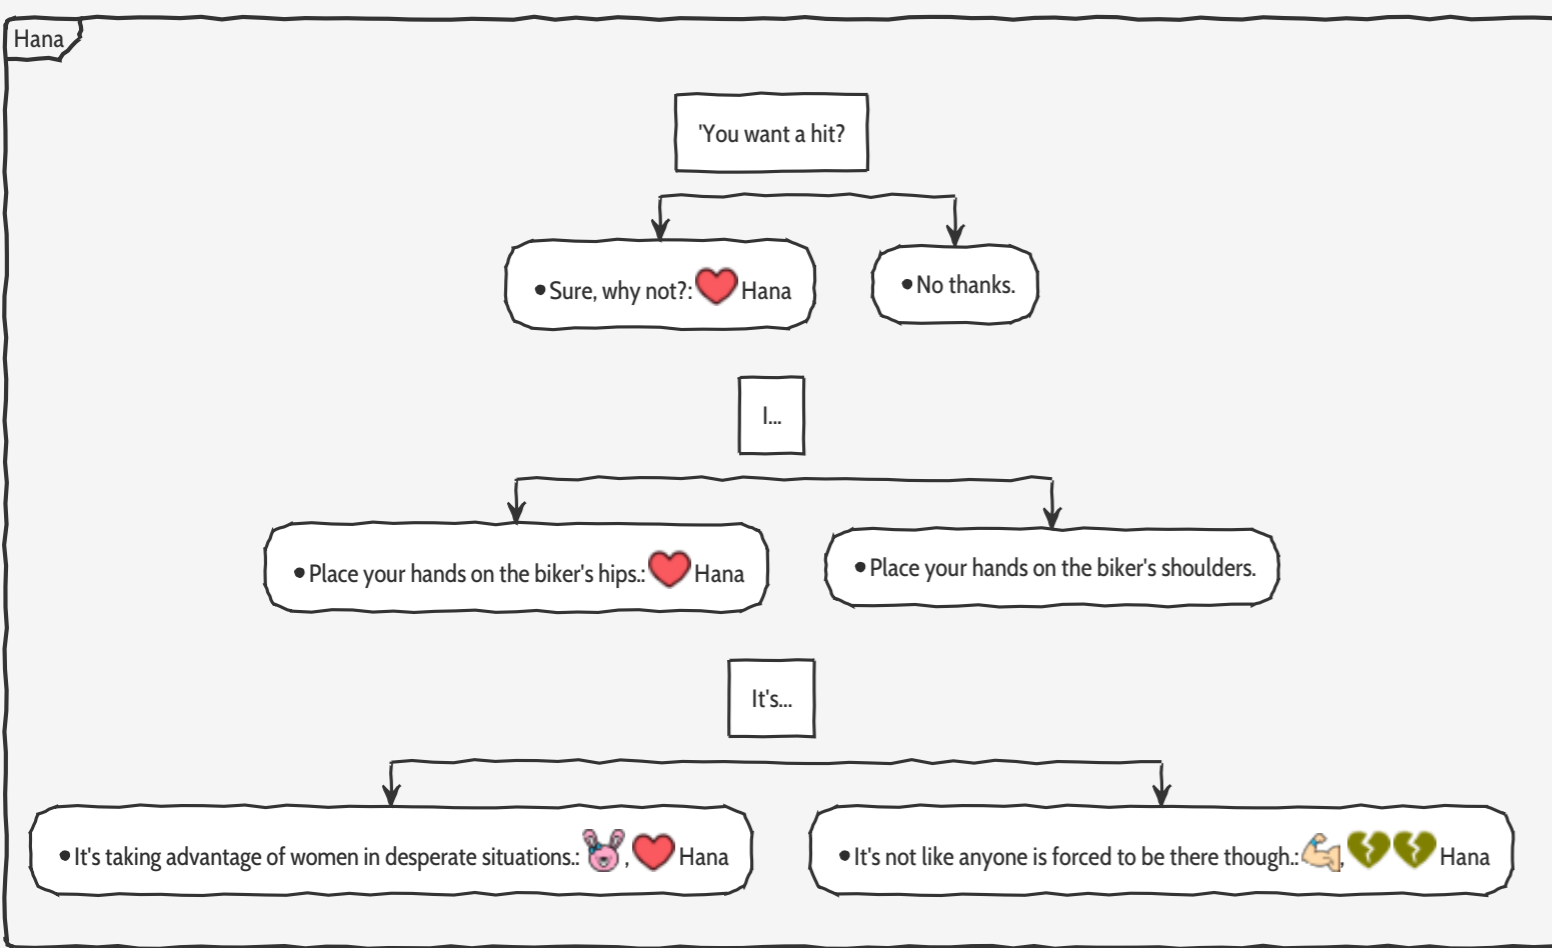 Hana
'You want a hit?
•Sure, why not?: Hana
•No thanks.
I...
•Place your hands on the biker's hips.: Hana
•Place your hands on the biker's shoulders.
It's...
•It's taking advantage of women in desperate situations.: , Hana
•It's not like anyone is forced to be there though.: , Hana